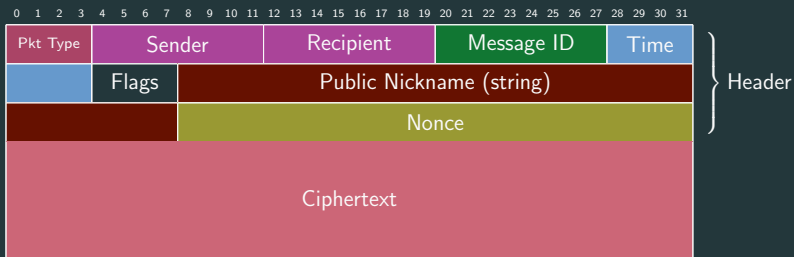 0 1 2 3 4 5 6 7 8 9 10 11 12 13 14 15 16 17 18 19 20 21 22 23 24 25 26 27 28 29 30 31
Pkt Type Sender Recipient Message ID Time
Flags Public Nickname (string) Header
Nonce
Ciphertext